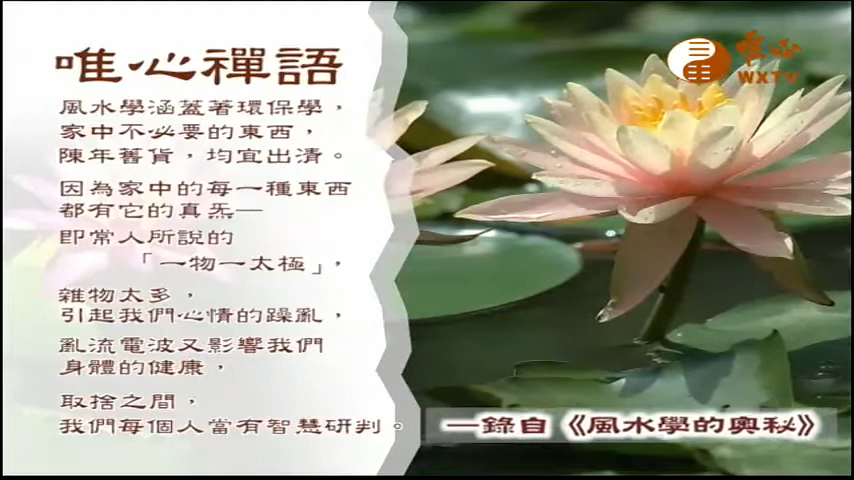 唯心禪語
風水學涵蓋著環保學，
家中不必要的東西，
陳年舊貨，均宜出清。
因為家中的每一種東西
都有它的真炁—
即常人所說的
「一物一太極」，
雜物太多，
引起我們心情的躁亂，
亂流電波又影響我們
身體的健康，
取捨之間，
我們每個人當有智慧研判。
—錄自《風水學的奧秘》
唯心
WXTV